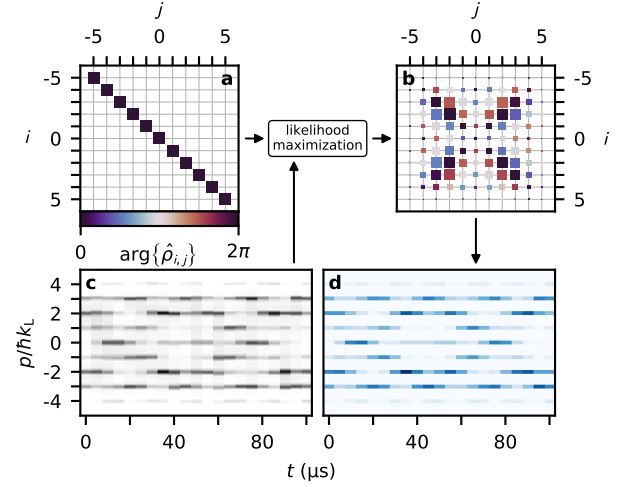 j j
-5 0 5 -5 0 5
a b
-5 -5
i 0 0 i
5 5
likelihood
maximization
0 arg{ρ̂i,j} 2π
c d
4
2
0
-2
-4
p/ħkL
0 40 80 0 40 80
t (μs)